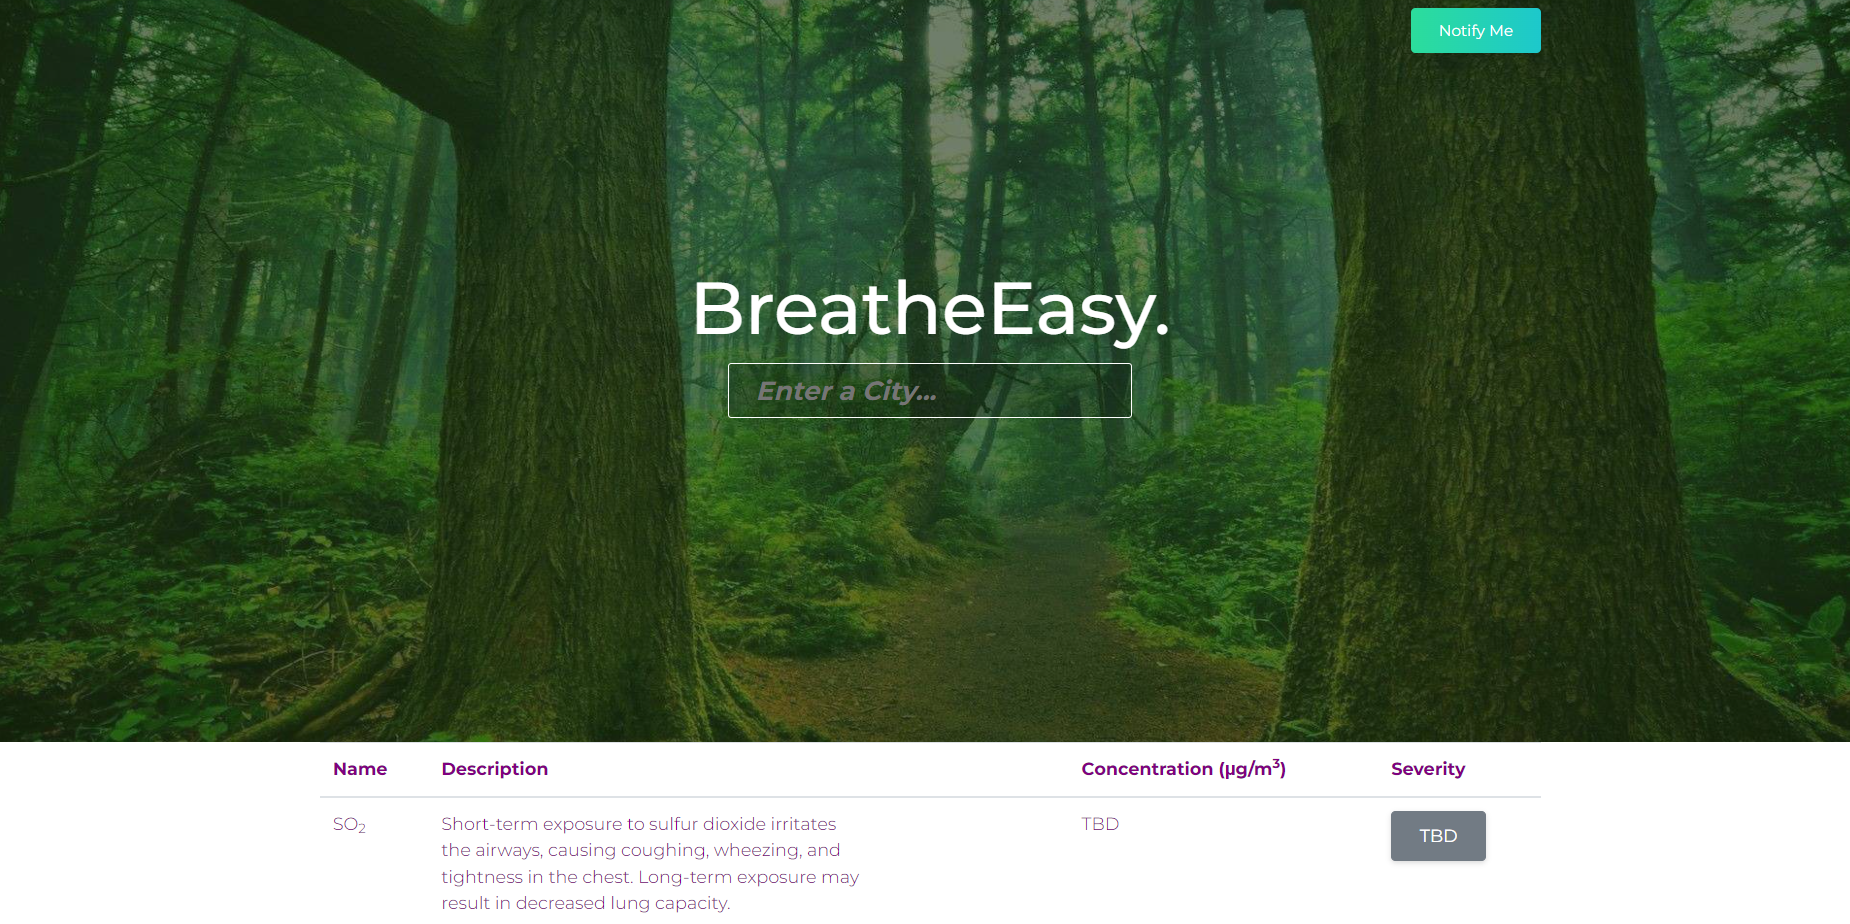 Notify Me
BreatheEasy.
Enter a City...
Name Description Concentration (µg/m³) Severity
SO₂ Short-term exposure to sulfur dioxide irritates TBD TBD
the airways, causing coughing, wheezing, and
tightness in the chest. Long-term exposure may
result in decreased lung capacity.